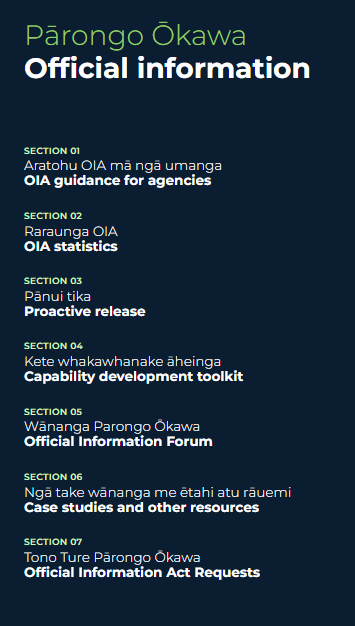 Pārongo Ōkawa
Official information
SECTION 01
Aratohu OIA mā ngā umanga
OIA guidance for agencies
SECTION 02
Raraunga OIA
OIA statistics
SECTION 03
Pānui tika
Proactive release
SECTION 04
Kete whakawhanake āheinga
Capability development toolkit
SECTION 05
Wānanga Parongo Ōkawa
Official Information Forum
SECTION 06
Ngā take wānanga me ētahi atu rāuemi
Case studies and other resources
SECTION 07
Tono Ture Pārongo Ōkawa
Official Information Act Requests